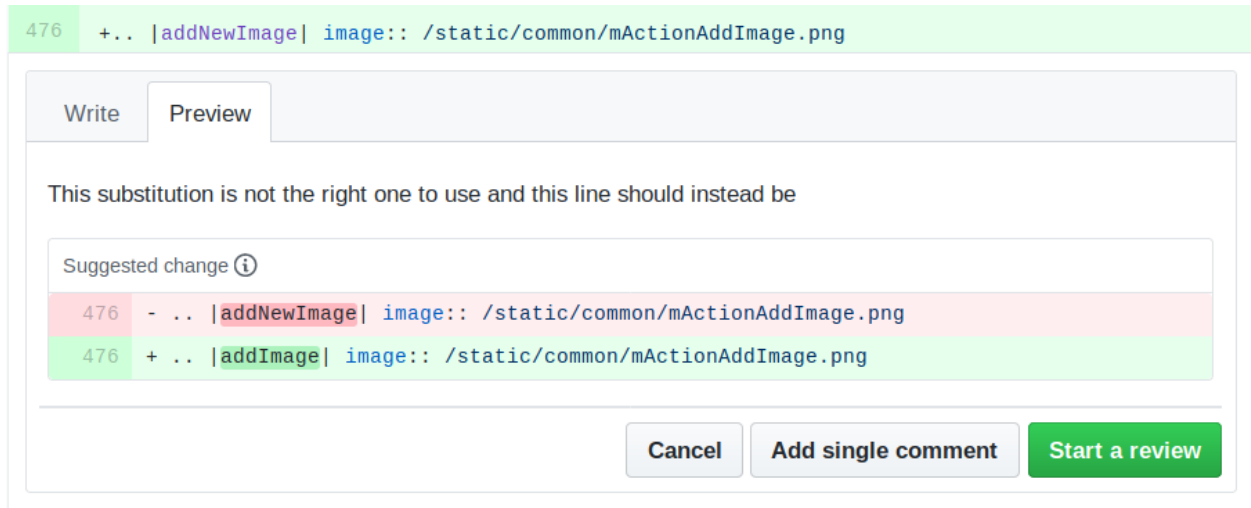 476 +.. |addNewImage| image:: /static/common/mActionAddImage.png
Write Preview
This substitution is not the right one to use and this line should instead be
Suggested change
476 - .. |addNewImage| image:: /static/common/mActionAddImage.png
476 + .. |addImage| image:: /static/common/mActionAddImage.png
Cancel Add single comment Start a review